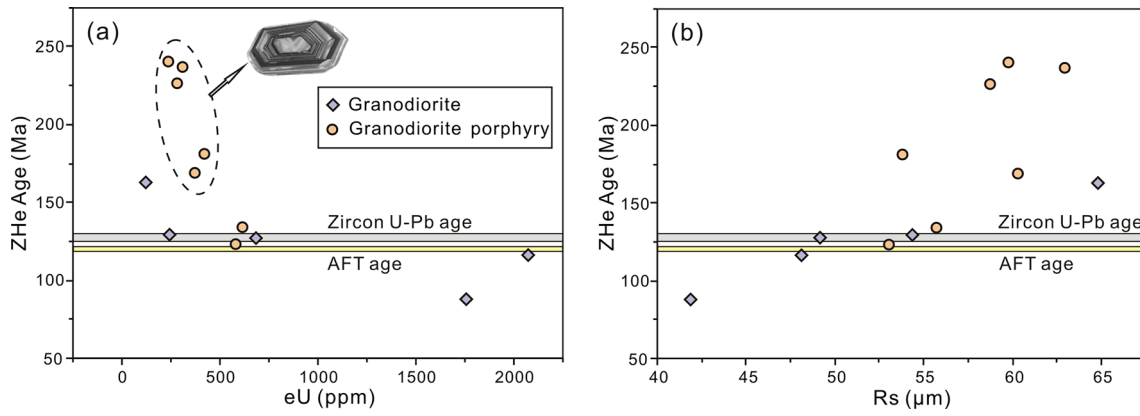 (a)
250
200
150
100
50
ZHe Age (Ma)
Granodiorite
Granodiorite porphyry
Zircon U-Pb age
AFT age
0 500 1000 1500 2000
eU (ppm)
(b)
250
200
150
100
50
ZHe Age (Ma)
Zircon U-Pb age
AFT age
40 45 50 55 60 65
Rs (μm)